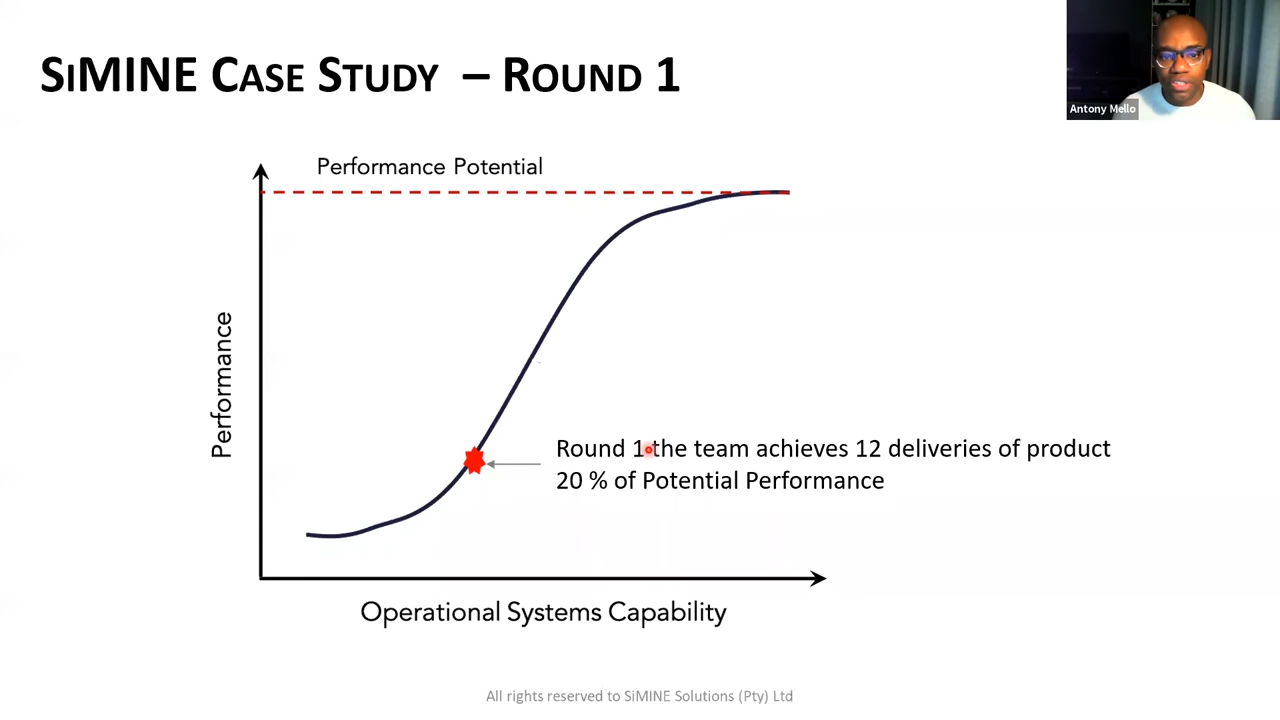 SiMINE Case Study – Round 1
Antony Mello
Performance Potential
Performance
Round 1 the team achieves 12 deliveries of product
20 % of Potential Performance
Operational Systems Capability
All rights reserved to SiMINE Solutions (Pty) Ltd